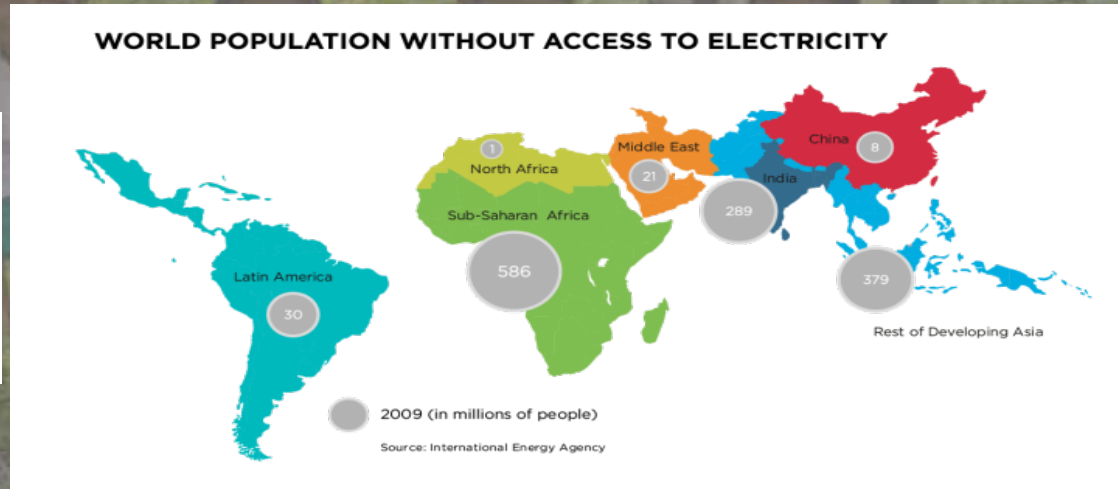 WORLD POPULATION WITHOUT ACCESS TO ELECTRICITY
1
North Africa
Middle East
21
China
8
India
289
Sub-Saharan Africa
586
Latin America
30
379
Rest of Developing Asia
2009 (in millions of people)
Source: International Energy Agency